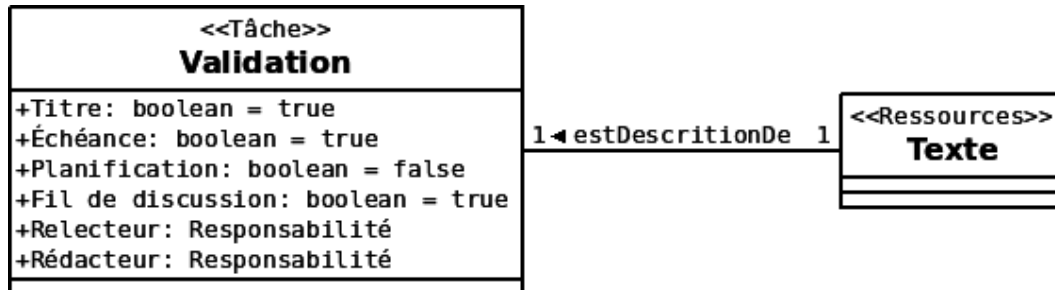 <<Tâche>>
Validation
+Titre: boolean = true
+Échéance: boolean = true
+Planification: boolean = false
+Fil de discussion: boolean = true
+Relecteur: Responsabilité
+Rédacteur: Responsabilité
1 ◄ estDescritionDe 1
<<Ressources>>
Texte